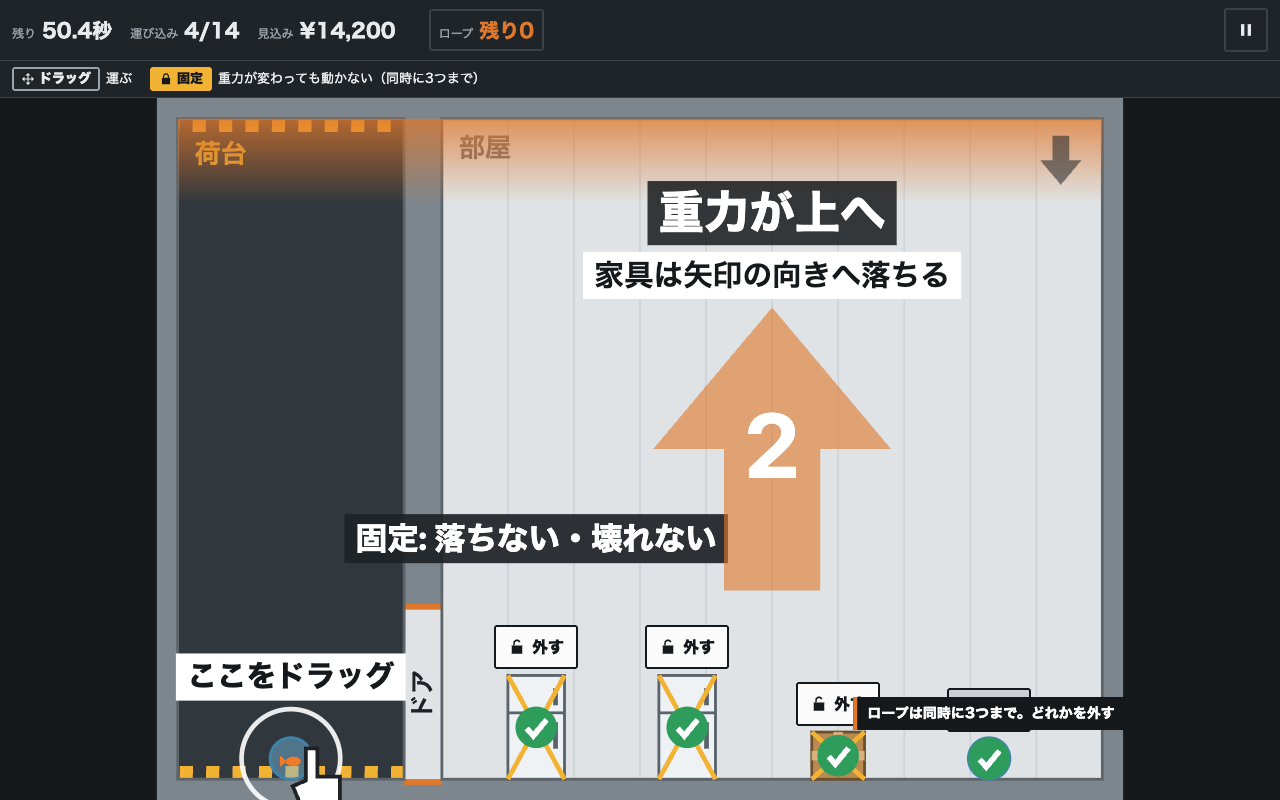 残り 50.4秒 運び込み 4/14 見込み ¥14,200 ロープ 残り0
ドラッグ 運ぶ 固定 重力が変わっても動かない（同時に3つまで）
荷台
部屋
重力が上へ
家具は矢印の向きへ落ちる
2
固定: 落ちない・壊れない
外す
外す
ここをドラッグ
ドア
外す
ロープは同時に3つまで。どれかを外す